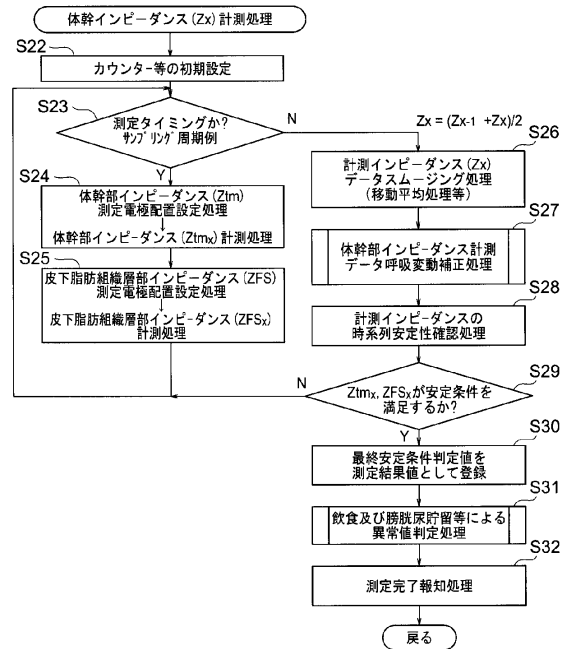 体幹インピーダンス(Zx)計測処理
S22
カウンター等の初期設定
S23
測定タイミングか?
サンプリング周期例
N
Y
S24
体幹部インピーダンス(Ztm)
測定電極配置設定処理
体幹部インピーダンス(Ztmx)計測処理
S25
皮下脂肪組織層部インピーダンス(ZFS)
測定電極配置設定処理
皮下脂肪組織層部インピーダンス(ZFSx)
計測処理
Zx = (Zx-1 +Zx)/2
S26
計測インピーダンス(Zx)
データスムージング処理
(移動平均処理等)
S27
体幹部インピーダンス計測
データ呼吸変動補正処理
S28
計測インピーダンスの
時系列安定性確認処理
S29
N
Ztmx, ZFSxが安定条件を
満足するか?
Y
S30
最終安定条件判定値を
測定結果値として登録
S31
飲食及び膀胱尿貯留等による
異常値判定処理
S32
測定完了報知処理
戻る